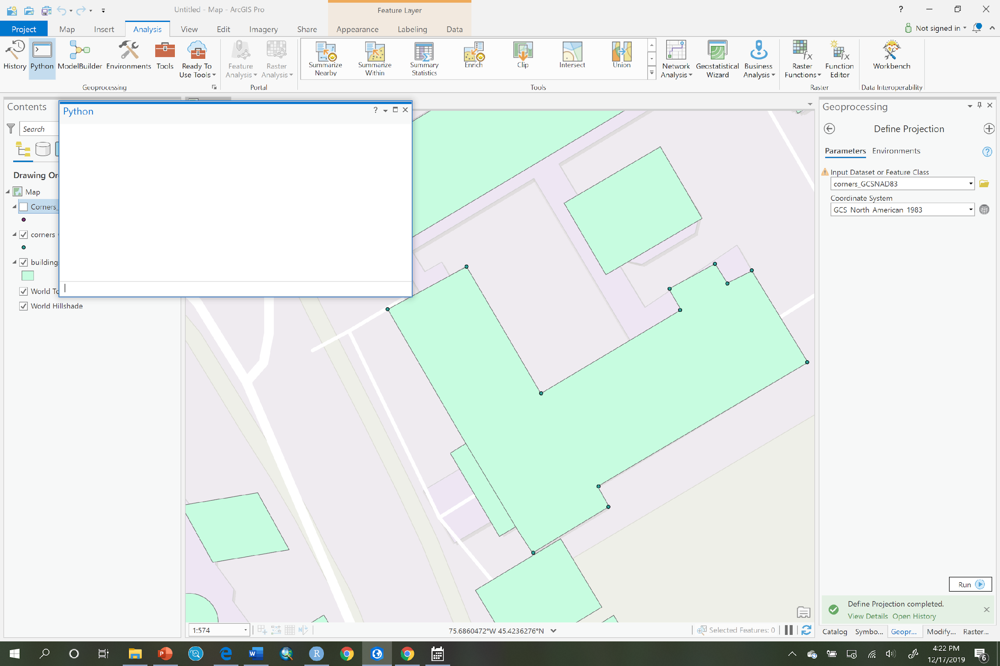 Untitled - Map - ArcGIS Pro
Feature Layer
?
Project Map Insert Analysis View Edit Imagery Share Appearance Labeling Data
Not signed in
History Python ModelBuilder Environments Tools Ready To Use Tools
Feature Analysis Raster Analysis
Summarize Nearby Summarize Within Summary Statistics Enrich Clip Intersect Union
Network Analysis Geostatistical Wizard Business Analysis
Raster Functions Function Editor
Workbench
Geoprocessing Portal Tools Raster Data Interoperability
Contents
Search
Drawing Or
Map
Corners_
corners
building
World To
World Hillshade
Python
?
Geoprocessing
Define Projection
Parameters Environments
?
Input Dataset or Feature Class
corners_GCSNAD83
Coordinate System
GCS North American 1983
Run
Define Projection completed.
View Details Open History
1:574
75.6860472°W 45.4236276°N
Selected Features: 0
Catalog Symbo... Geopr... Modify... Raster...
4:22 PM
12/17/2019
6